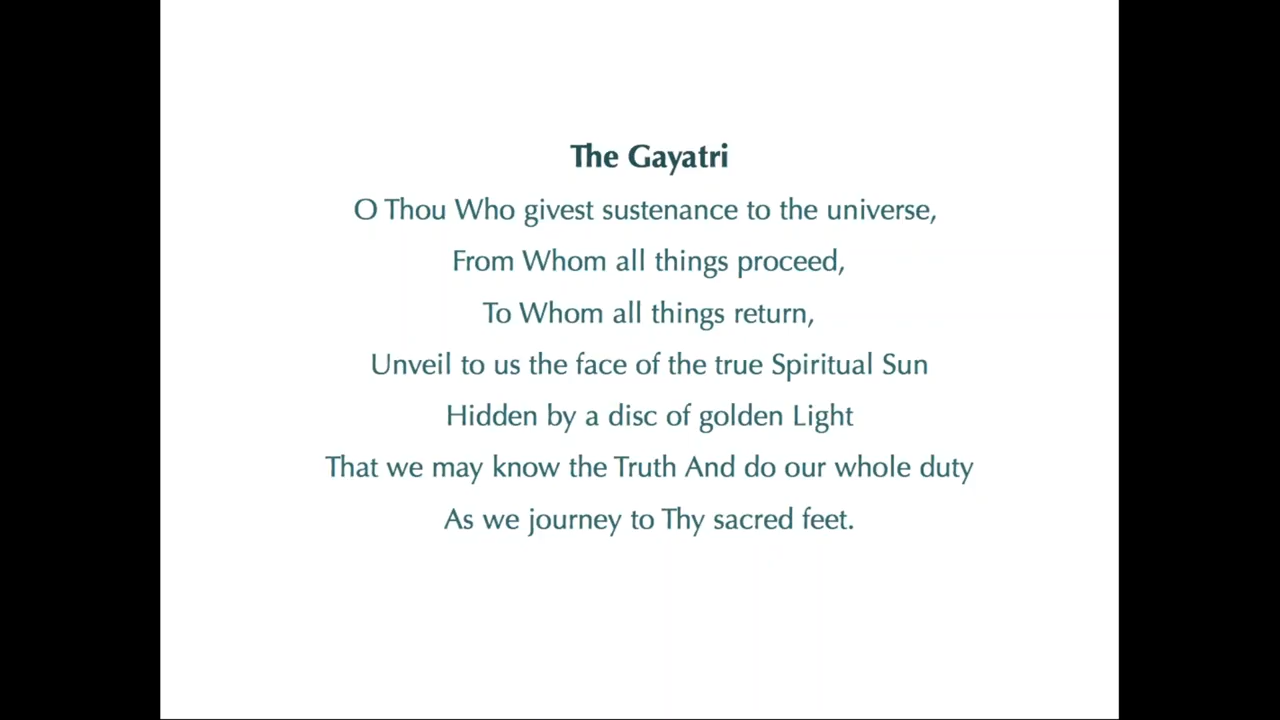 The Gayatri
O Thou Who givest sustenance to the universe,
From Whom all things proceed,
To Whom all things return,
Unveil to us the face of the true Spiritual Sun
Hidden by a disc of golden Light
That we may know the Truth And do our whole duty
As we journey to Thy sacred feet.